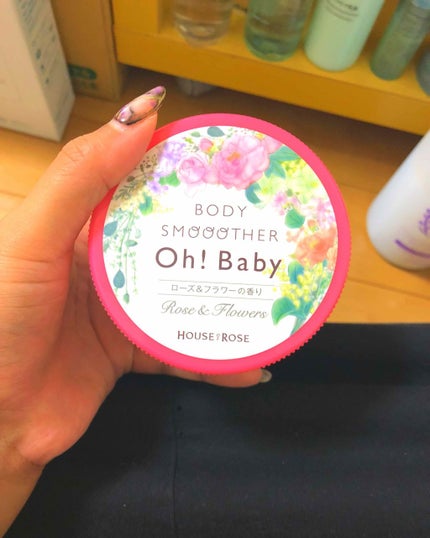 BODY
SMOOOTHER
Oh! Baby
ローズ&フラワーの香り
Rose & Flowers
HOUSE OF ROSE